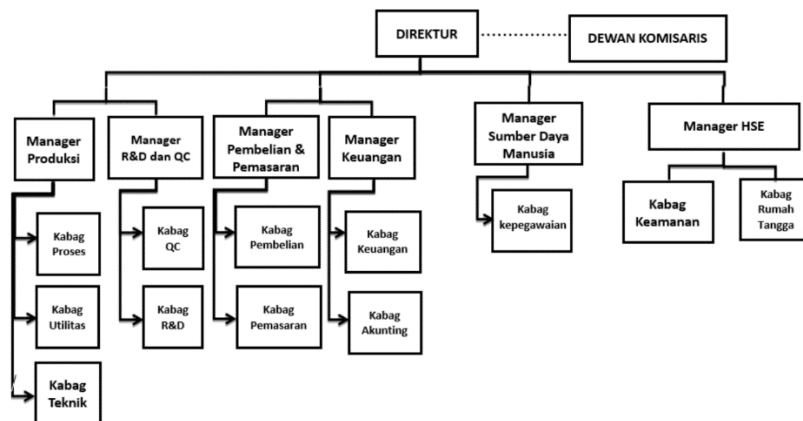 DIREKTUR
DEWAN KOMISARIS
Manager
Produksi
Manager
R&D dan QC
Manager
Pembelian &
Pemasaran
Manager
Keuangan
Manager
Sumber Daya
Manusia
Manager HSE
Kabag
Proses
Kabag
QC
Kabag
Pembelian
Kabag
Keuangan
Kabag
kepegawaian
Kabag
Keamanan
Kabag
Rumah
Tangga
Kabag
Utilitas
Kabag
R&D
Kabag
Pemasaran
Kabag
Akunting
Kabag
Teknik